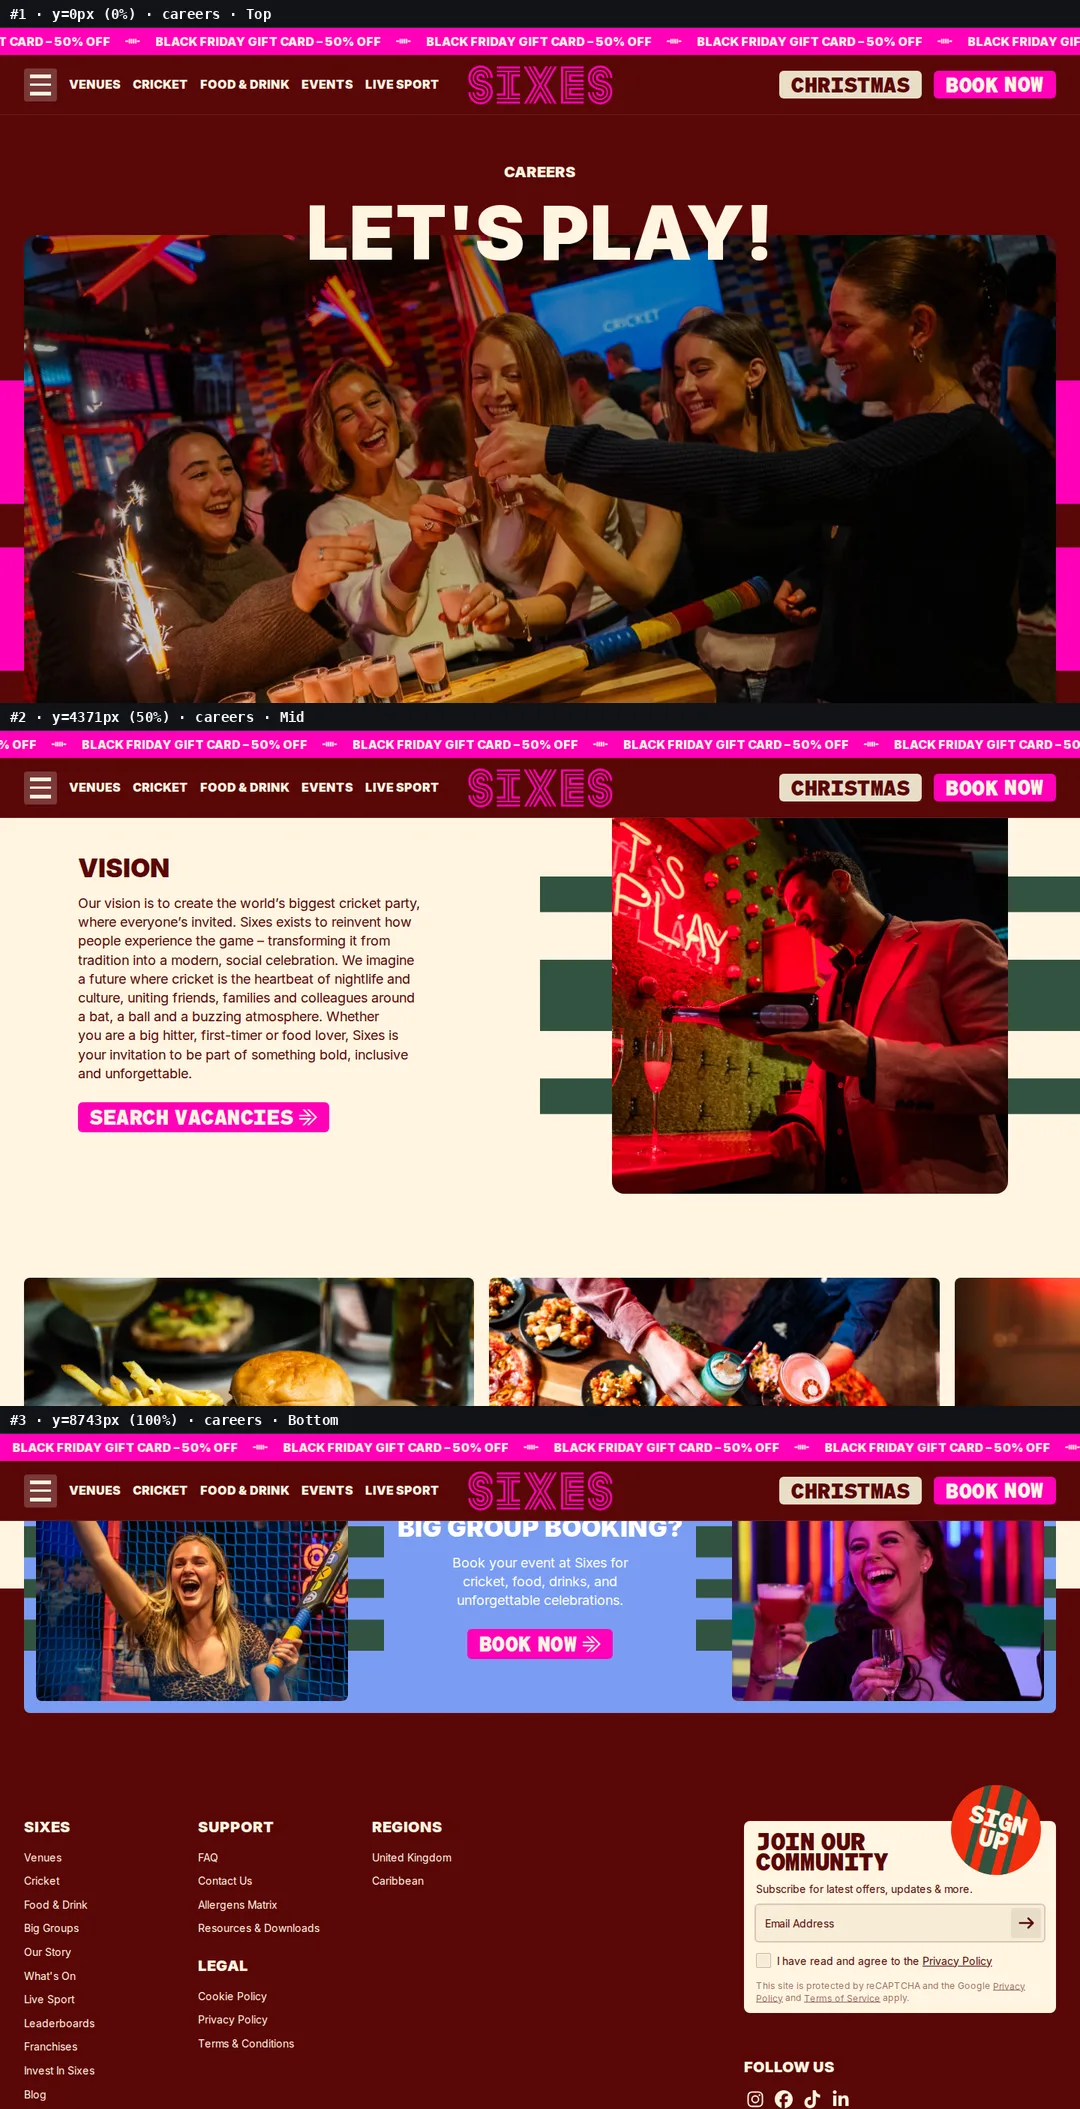 #1 · y=0px (0%) · careers · Top
T CARD – 50% OFF BLACK FRIDAY GIFT CARD – 50% OFF BLACK FRIDAY GIFT CARD – 50% OFF BLACK FRIDAY GIFT CARD – 50% OFF BLACK FRIDAY GIF
VENUES CRICKET FOOD & DRINK EVENTS LIVE SPORT SIXES CHRISTMAS BOOK NOW
CAREERS
LET'S PLAY!
CRICKET
#2 · y=4371px (50%) · careers · Mid
% OFF BLACK FRIDAY GIFT CARD – 50% OFF BLACK FRIDAY GIFT CARD – 50% OFF BLACK FRIDAY GIFT CARD – 50% OFF BLACK FRIDAY GIFT CARD – 50
VENUES CRICKET FOOD & DRINK EVENTS LIVE SPORT SIXES CHRISTMAS BOOK NOW
VISION
Our vision is to create the world's biggest cricket party,
where everyone's invited. Sixes exists to reinvent how
people experience the game – transforming it from
tradition into a modern, social celebration. We imagine
a future where cricket is the heartbeat of nightlife and
culture, uniting friends, families and colleagues around
a bat, a ball and a buzzing atmosphere. Whether
you are a big hitter, first-timer or food lover, Sixes is
your invitation to be part of something bold, inclusive
and unforgettable.
SEARCH VACANCIES
T'S
PLAY
#3 · y=8743px (100%) · careers · Bottom
BLACK FRIDAY GIFT CARD – 50% OFF BLACK FRIDAY GIFT CARD – 50% OFF BLACK FRIDAY GIFT CARD – 50% OFF BLACK FRIDAY GIFT CARD – 50% OFF
VENUES CRICKET FOOD & DRINK EVENTS LIVE SPORT SIXES CHRISTMAS BOOK NOW
BIG GROUP BOOKING?
Book your event at Sixes for
cricket, food, drinks, and
unforgettable celebrations.
BOOK NOW
SIXES
Venues
Cricket
Food & Drink
Big Groups
Our Story
What's On
Live Sport
Leaderboards
Franchises
Invest In Sixes
Blog
SUPPORT
FAQ
Contact Us
Allergens Matrix
Resources & Downloads
LEGAL
Cookie Policy
Privacy Policy
Terms & Conditions
REGIONS
United Kingdom
Caribbean
SIGN
UP
JOIN OUR
COMMUNITY
Subscribe for latest offers, updates & more.
Email Address
I have read and agree to the Privacy Policy
This site is protected by reCAPTCHA and the Google Privacy
Policy and Terms of Service apply.
FOLLOW US